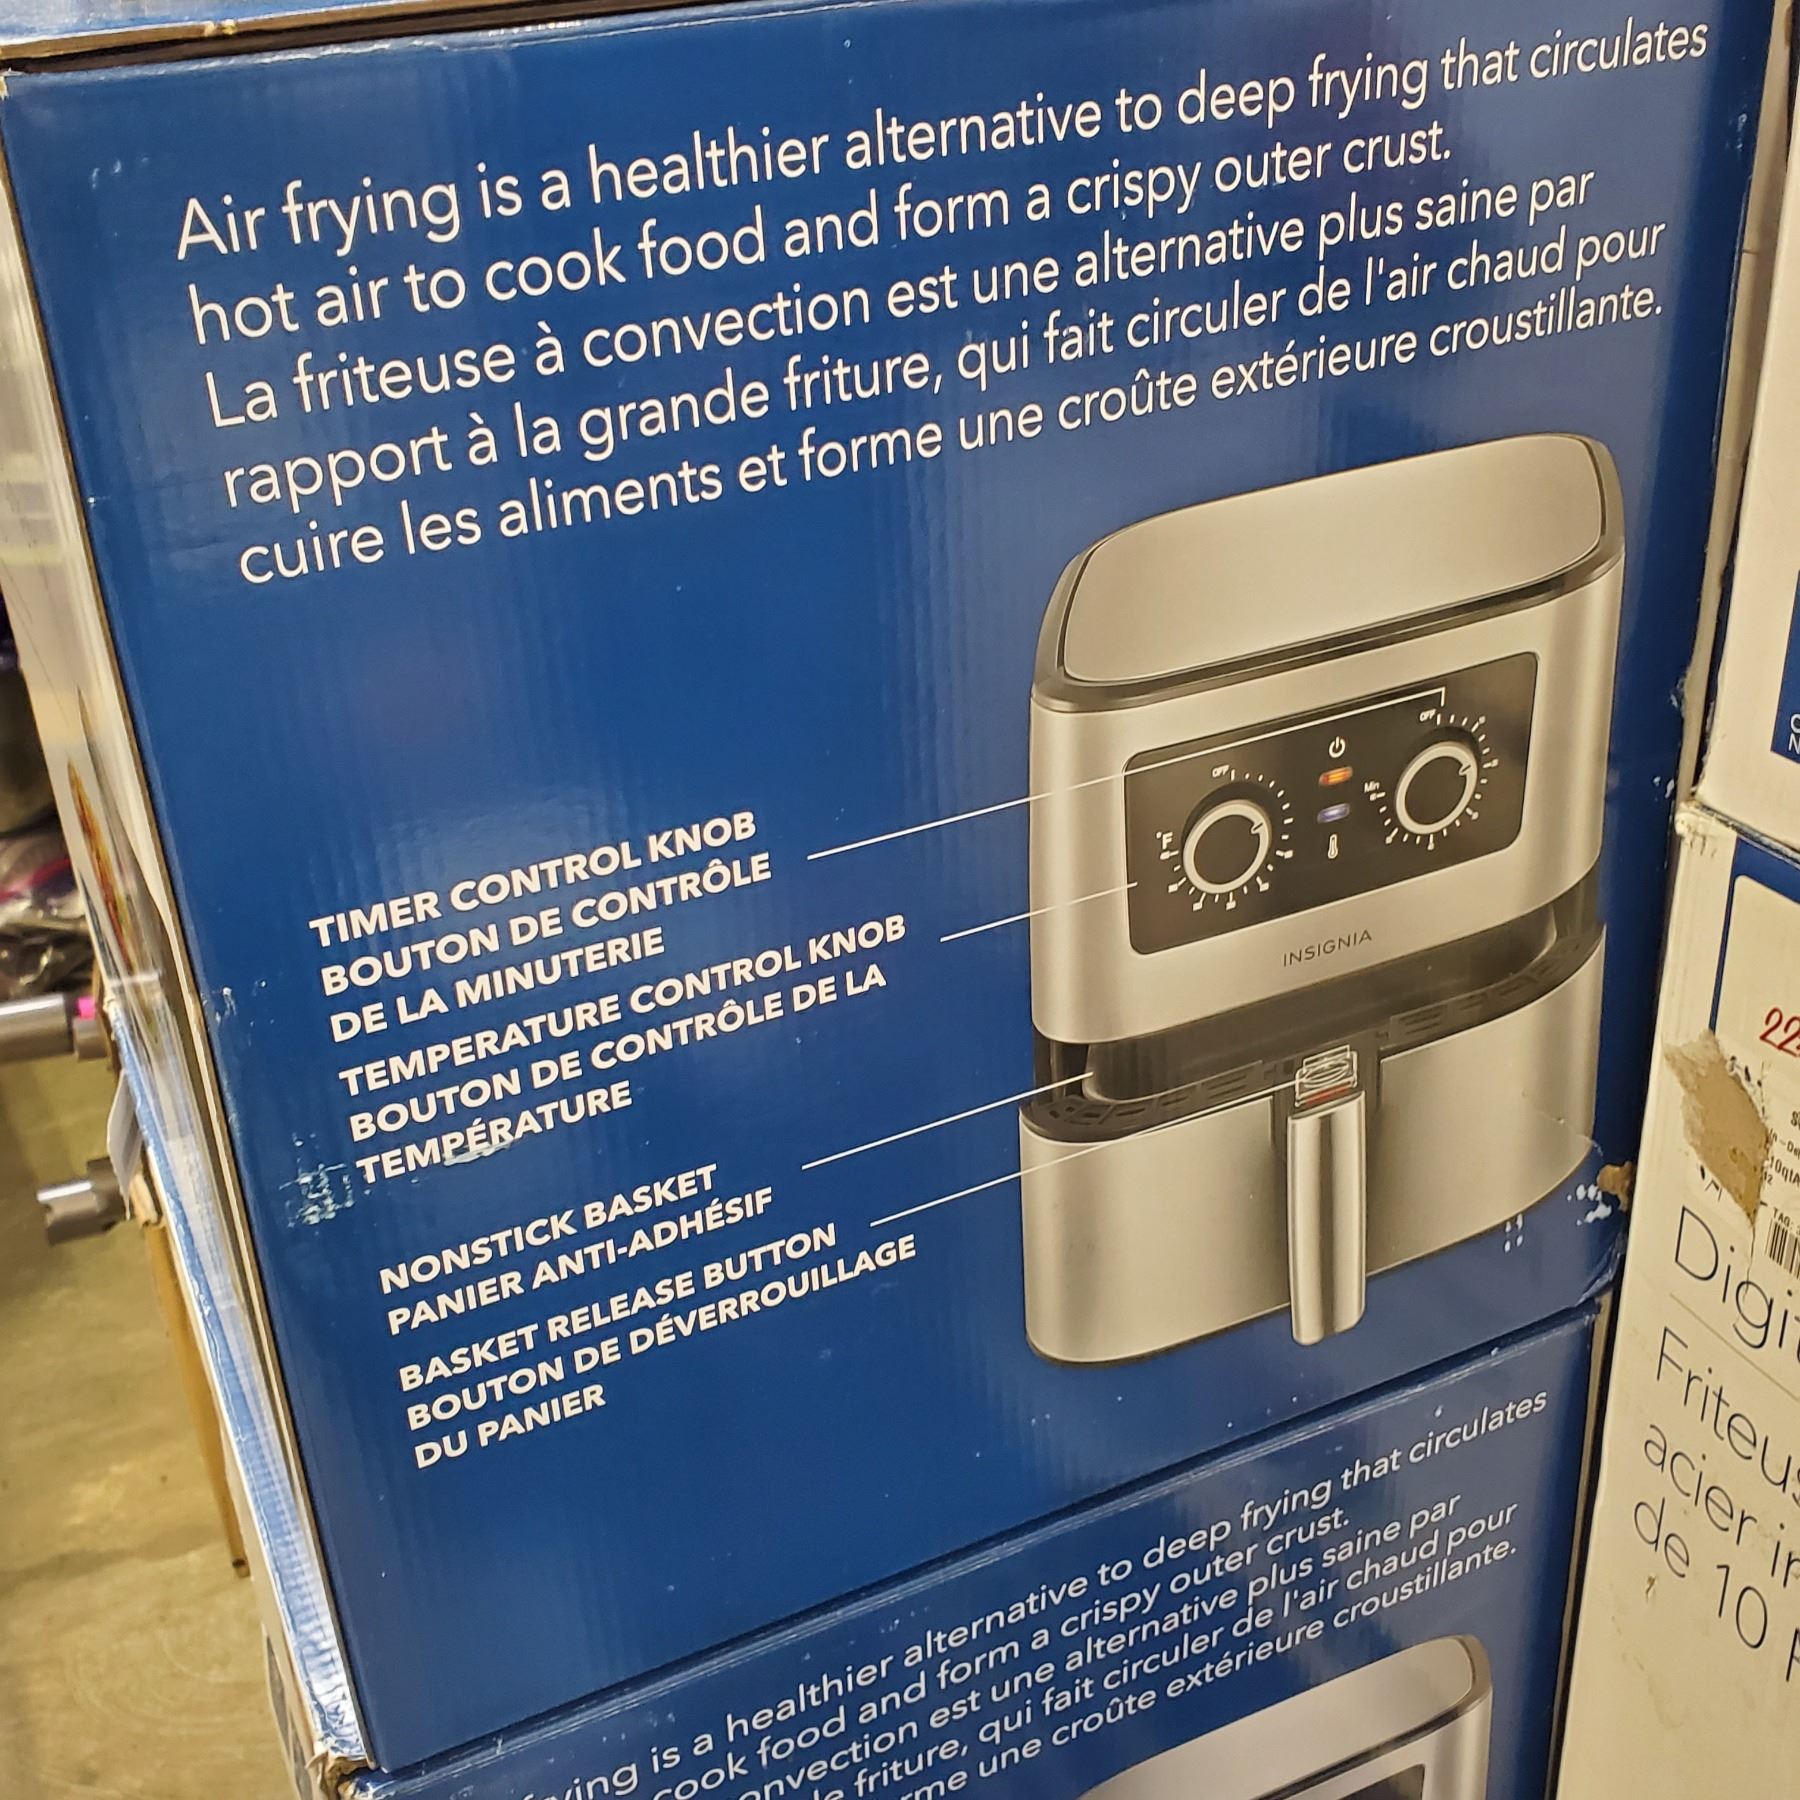 Air frying is a healthier alternative to deep frying that circulates
hot air to cook food and form a crispy outer crust.
La friteuse à convection est une alternative plus saine par
rapport à la grande friture, qui fait circuler de l'air chaud pour
cuire les aliments et forme une croûte extérieure croustillante.
TIMER CONTROL KNOB
BOUTON DE CONTRÔLE
DE LA MINUTERIE
TEMPERATURE CONTROL KNOB
BOUTON DE CONTRÔLE DE LA
TEMPÉRATURE
NONSTICK BASKET
PANIER ANTI-ADHÉSIF
BASKET RELEASE BUTTON
BOUTON DE DÉVERROUILLAGE
DU PANIER
OFF
OFF
°F
Min
INSIGNIA
is a healthier alternative to deep frying that circulates
cook food and form a crispy outer crust.
est une alternative plus saine par
friture, qui fait circuler de l'air chaud pour
une croûte extérieure croustillante.
22
TAG:
Digi
Friteus
acier
de 10